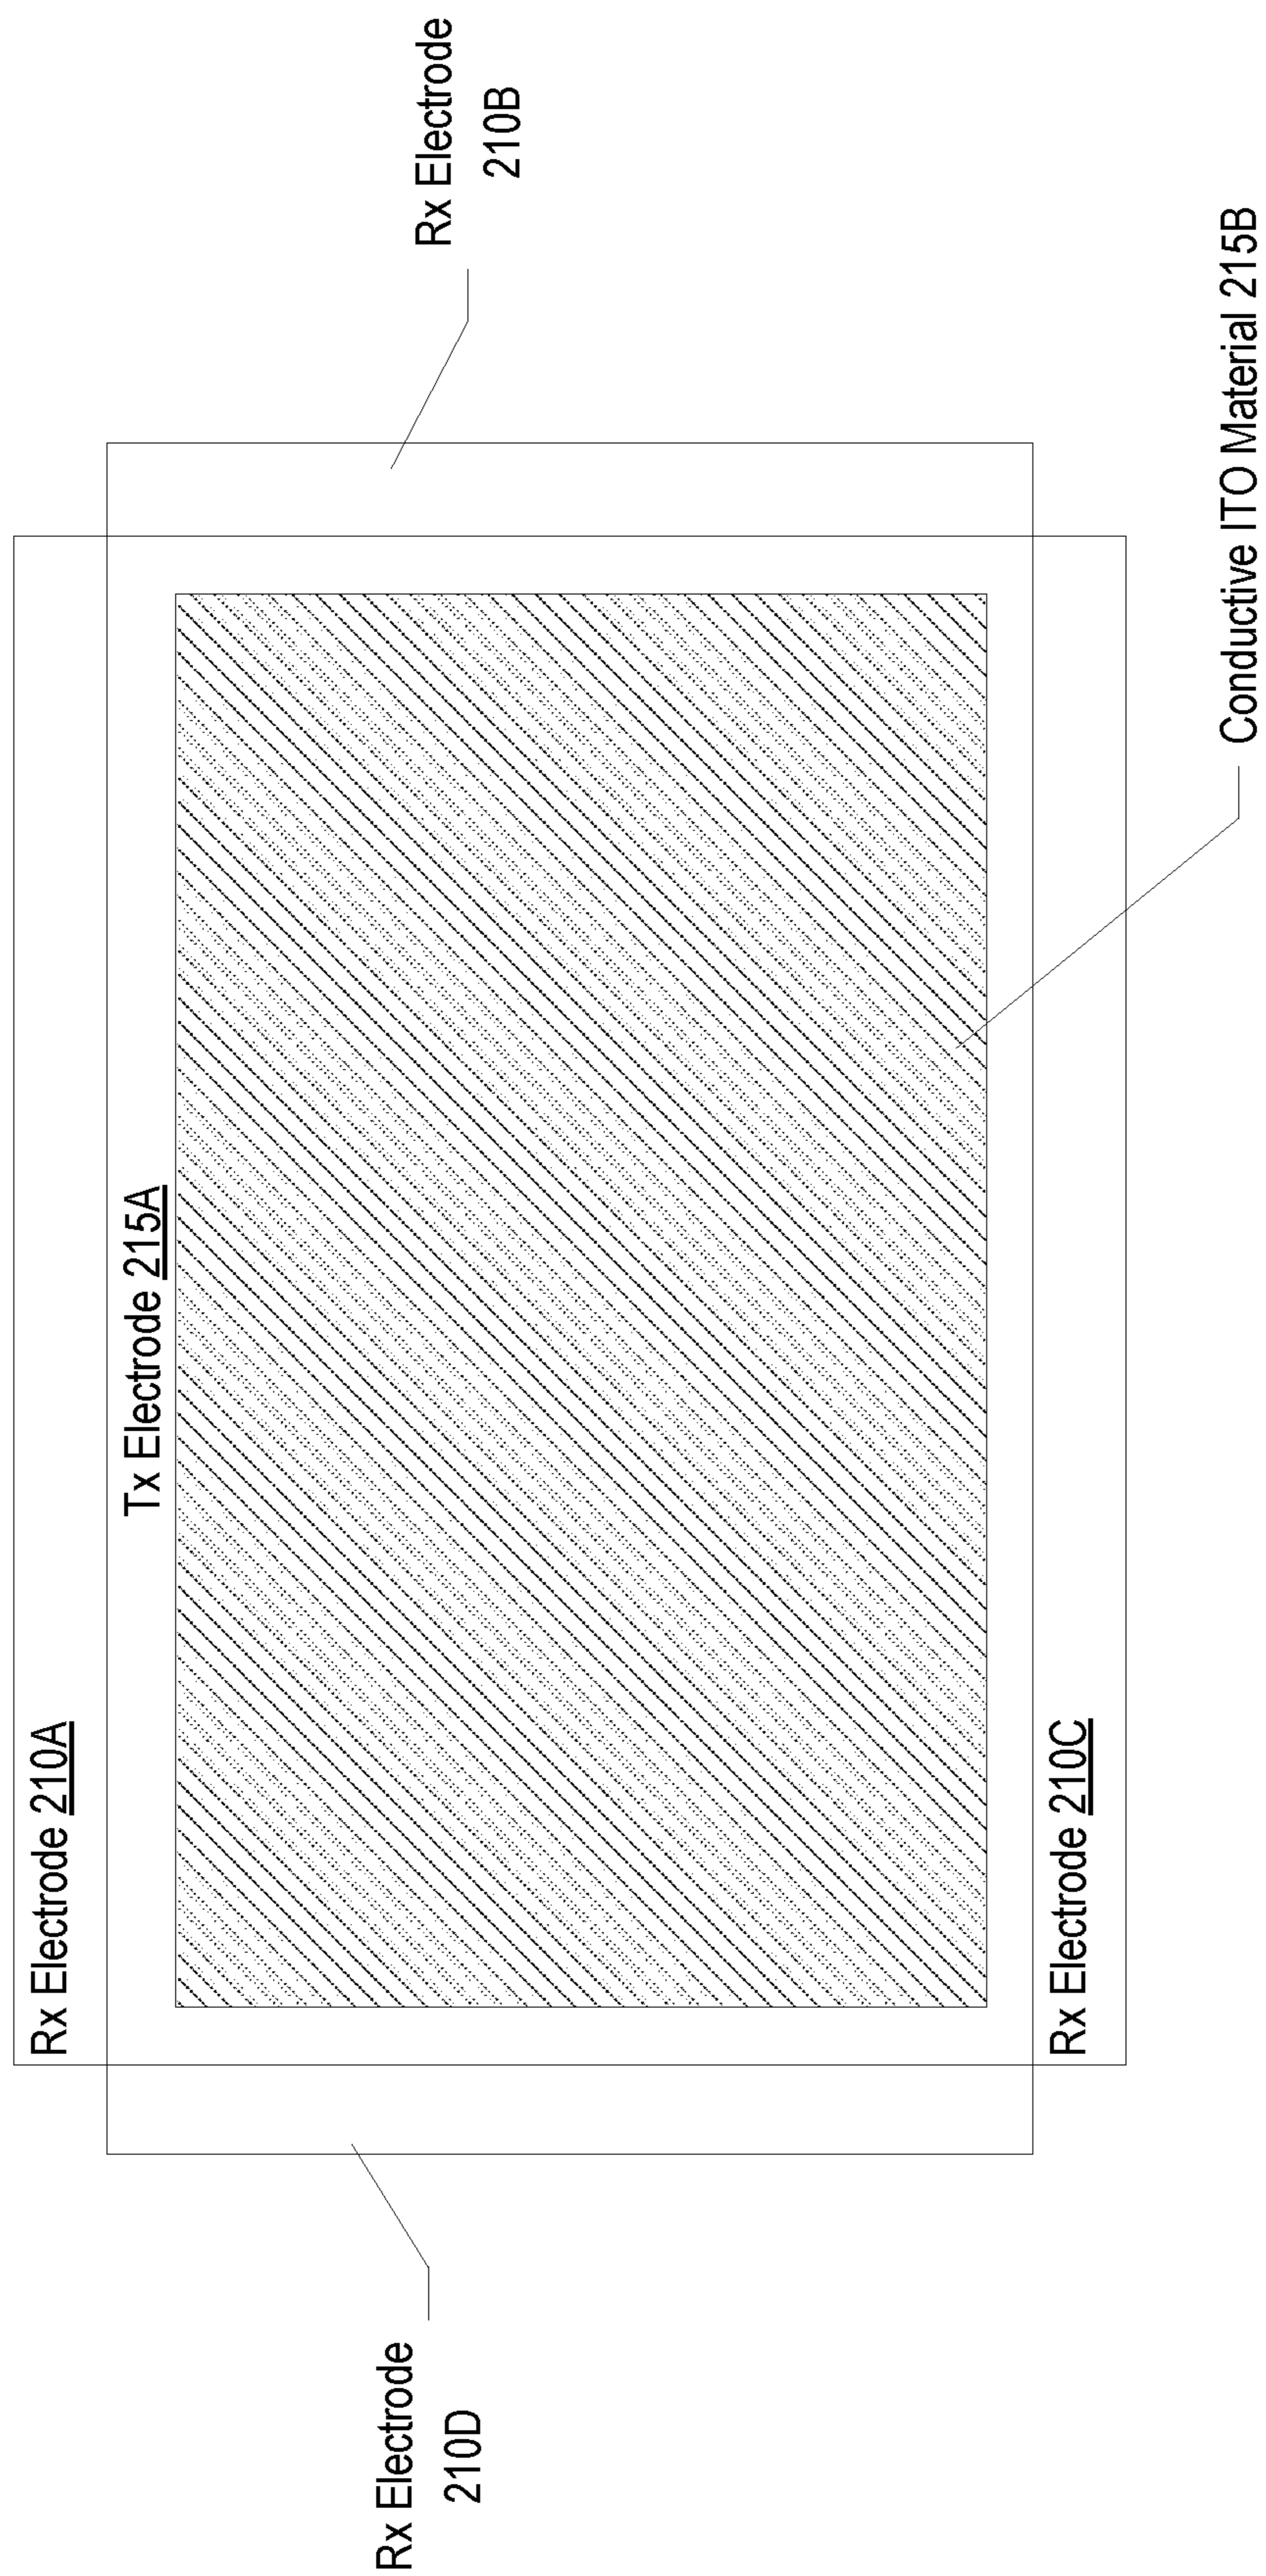 Rx Electrode 210A
Tx Electrode 215A
Rx Electrode
210B
Rx Electrode
210D
Rx Electrode 210C
Conductive ITO Material 215B